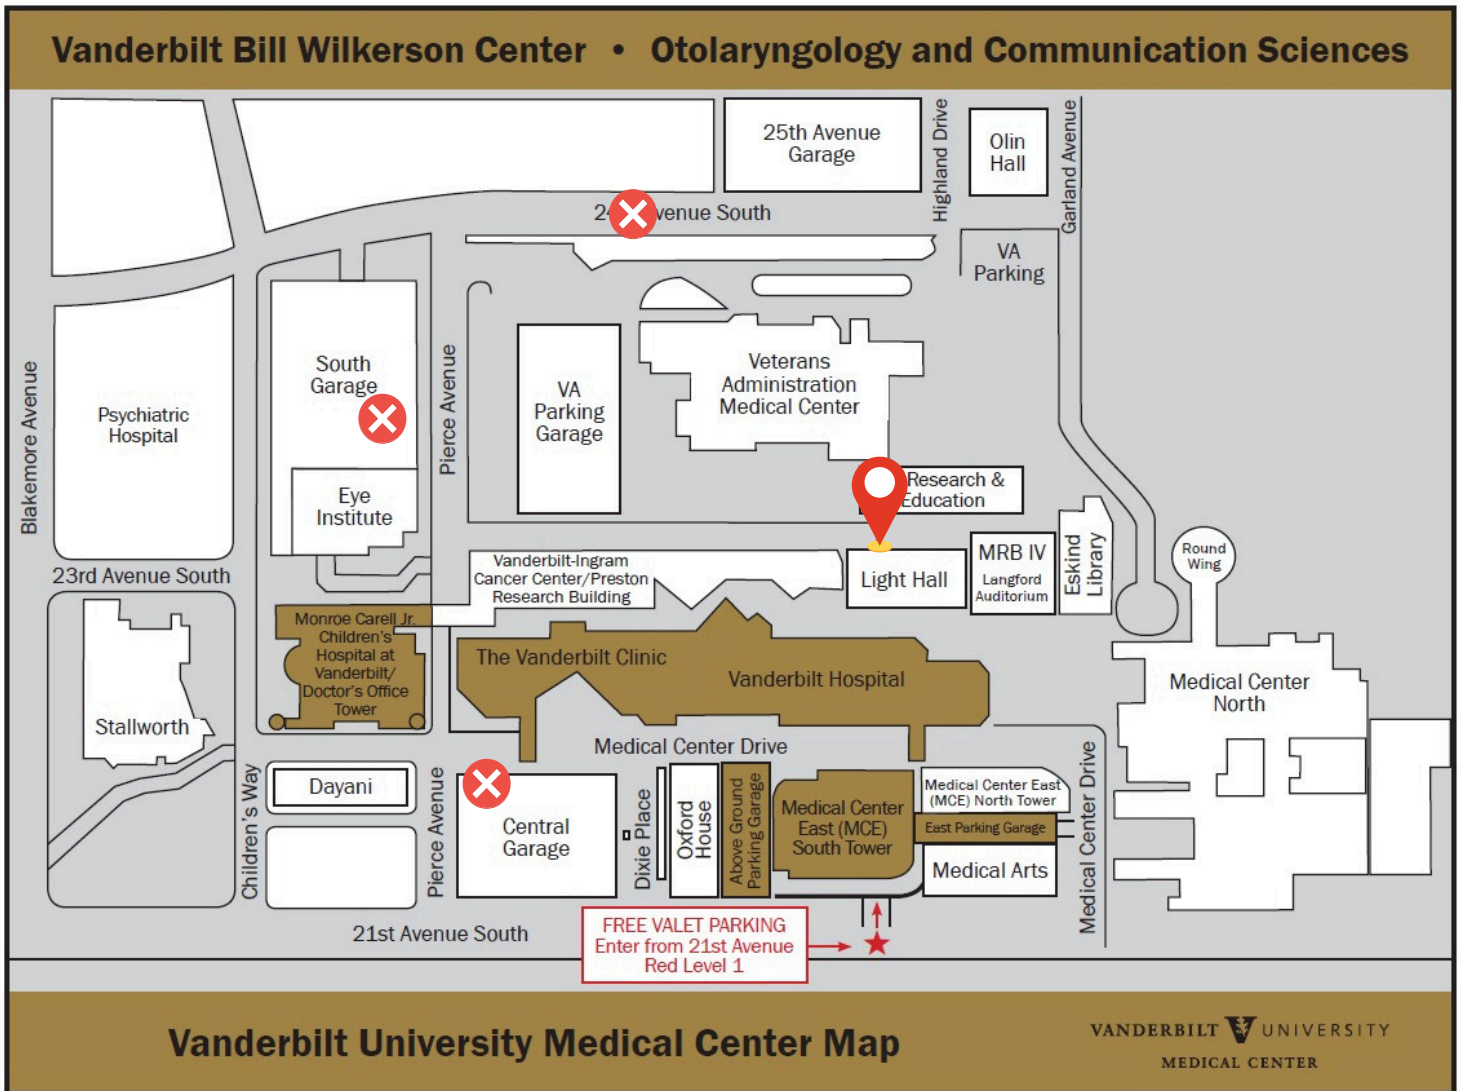 Vanderbilt Bill Wilkerson Center • Otolaryngology and Communication Sciences
25th Avenue
Garage
Highland Drive
Olin
Hall
Garland Avenue
venue South
VA
Parking
Blakemore Avenue
Psychiatric
Hospital
South
Garage
Eye
Institute
Pierce Avenue
VA
Parking
Garage
Veterans
Administration
Medical Center
Research &
Education
23rd Avenue South
Vanderbilt-Ingram
Cancer Center/Preston
Research Building
Light Hall
MRB IV
Langford
Auditorium
Eskind
Library
Round
Wing
Stallworth
Monroe Carell Jr.
Children's
Hospital at
Vanderbilt/
Doctor's Office
Tower
The Vanderbilt Clinic
Vanderbilt Hospital
Medical Center
North
Medical Center Drive
Children's Way
Dayani
Pierce Avenue
Central
Garage
Dixie Place
Oxford
House
Above Ground
Parking Garage
Medical Center
East (MCE)
South Tower
Medical Center East
(MCE) North Tower
East Parking Garage
Medical Arts
Medical Center Drive
21st Avenue South
FREE VALET PARKING
Enter from 21st Avenue
Red Level 1
Vanderbilt University Medical Center Map
VANDERBILT UNIVERSITY
MEDICAL CENTER